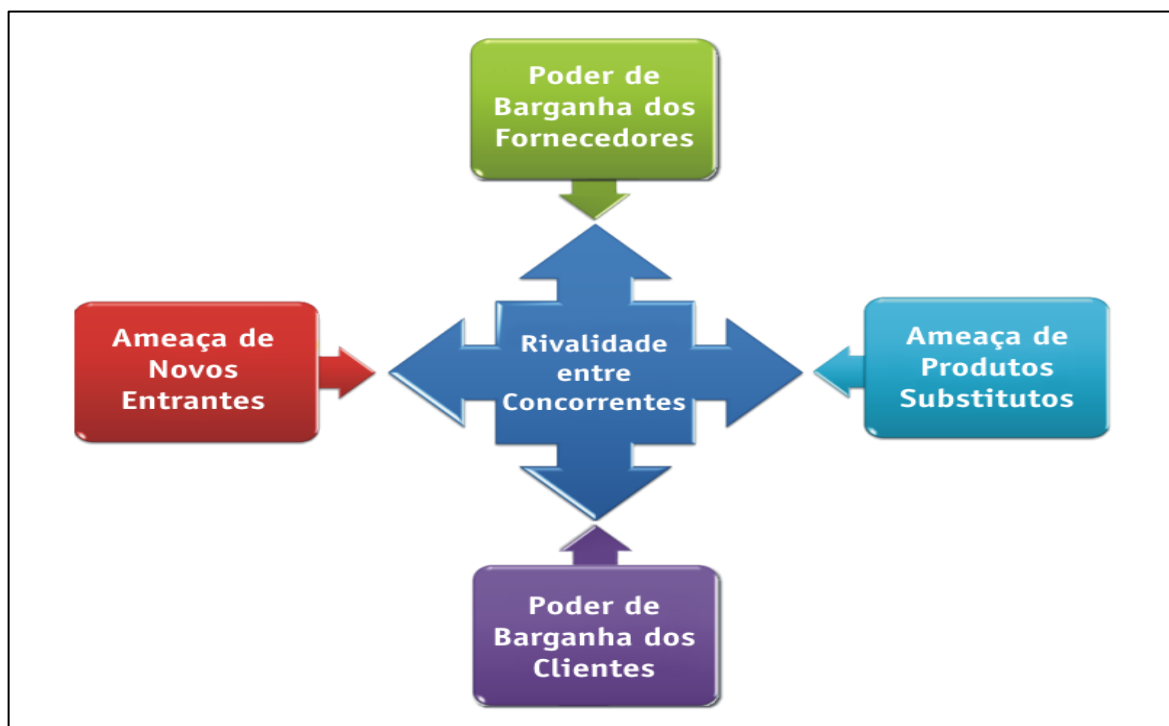 Poder de
Barganha dos
Fornecedores
Ameaça de
Novos
Entrantes
Rivalidade
entre
Concorrentes
Ameaça de
Produtos
Substitutos
Poder de
Barganha dos
Clientes